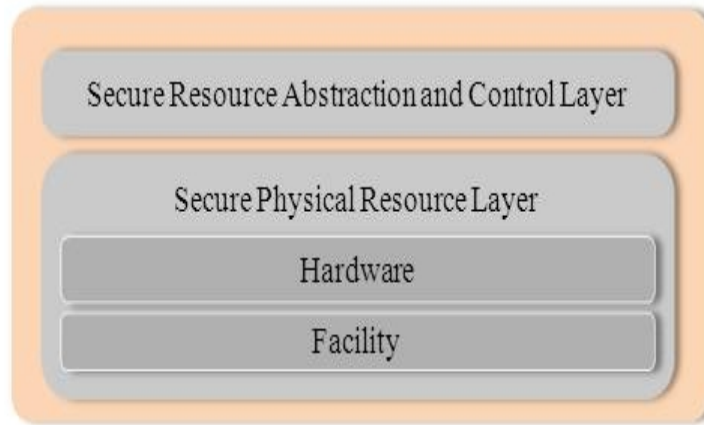 Secure Resource Abstraction and Control Layer
Secure Physical Resource Layer
Hardware
Facility